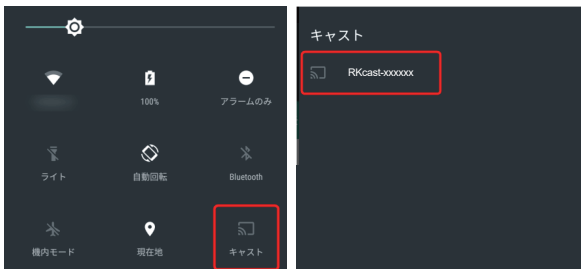 100%
アラームのみ
ライト
自動回転
Bluetooth
機内モード
現在地
キャスト
キャスト
RKcast-xxxxxx